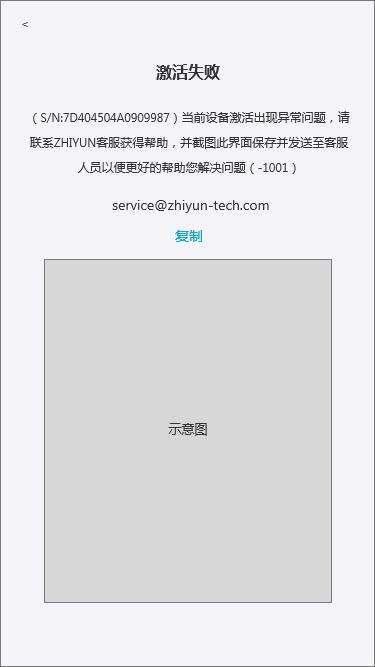 <
激活失败
（S/N:7D404504A0909987）当前设备激活出现异常问题，请
联系ZHIYUN客服获得帮助，并截图此界面保存并发送至客服
人员以便更好的帮助您解决问题（-1001）
service@zhiyun-tech.com
复制
示意图